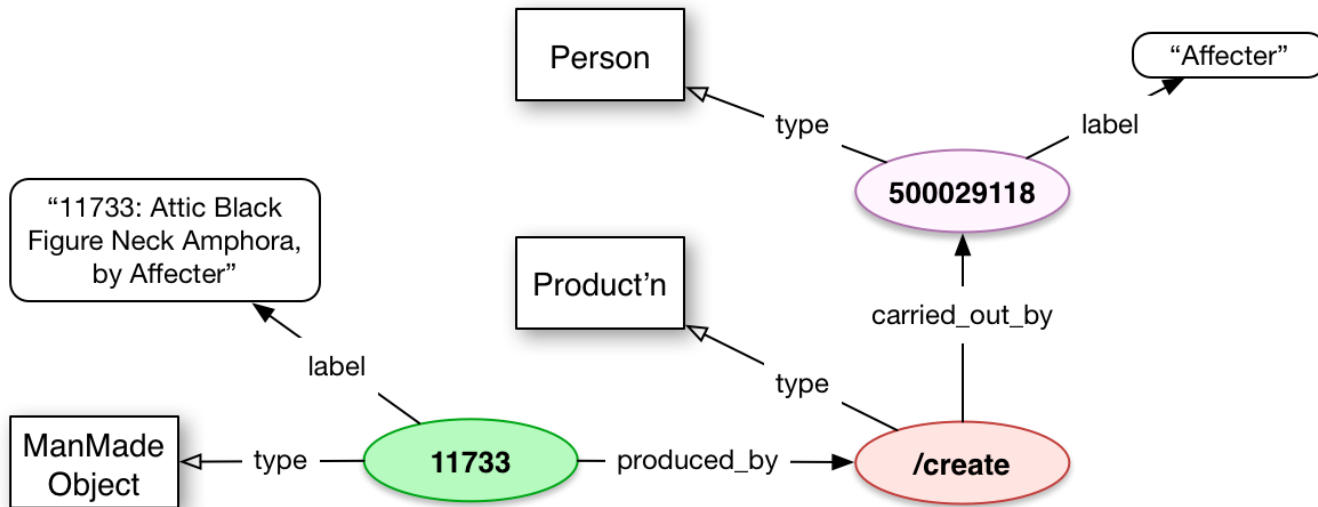 Person
“Affecter”
type
label
500029118
“11733: Attic Black
Figure Neck Amphora,
by Affecter”
Product’n
carried_out_by
label
type
ManMade
Object
type
11733
produced_by
/create